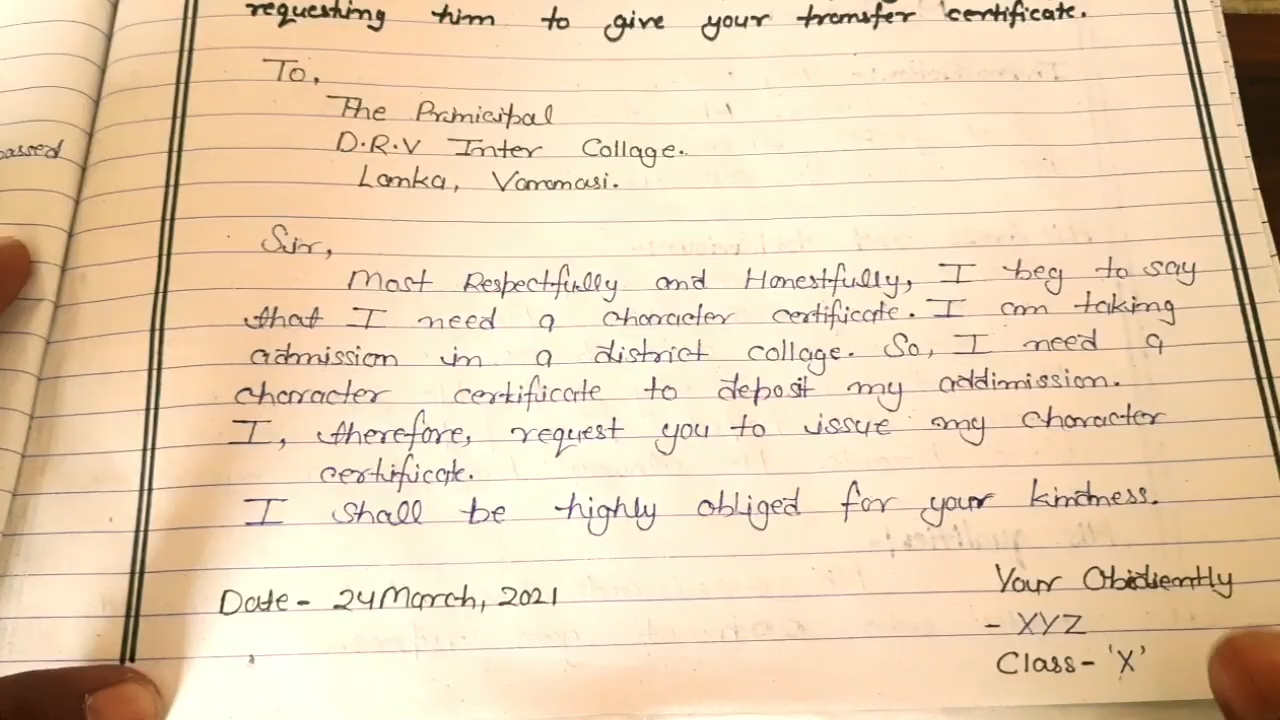 requesting him to give your transfer certificate.
To,
The Prinicipal
D.R.V Inter Collage.
Lanka, Varanasi.
passed
Sir,
Most Respectfully and Honestfully, I beg to say
that I need a character certificate. I am taking
admission in a district collage. So, I need a
character certificate to deposit my addimission.
I, therefore, request you to issue my character
certificate.
I shall be highly obliged for your kindness.
Date- 24 March, 2021
Your Obidiently
- XYZ
Class- 'X'